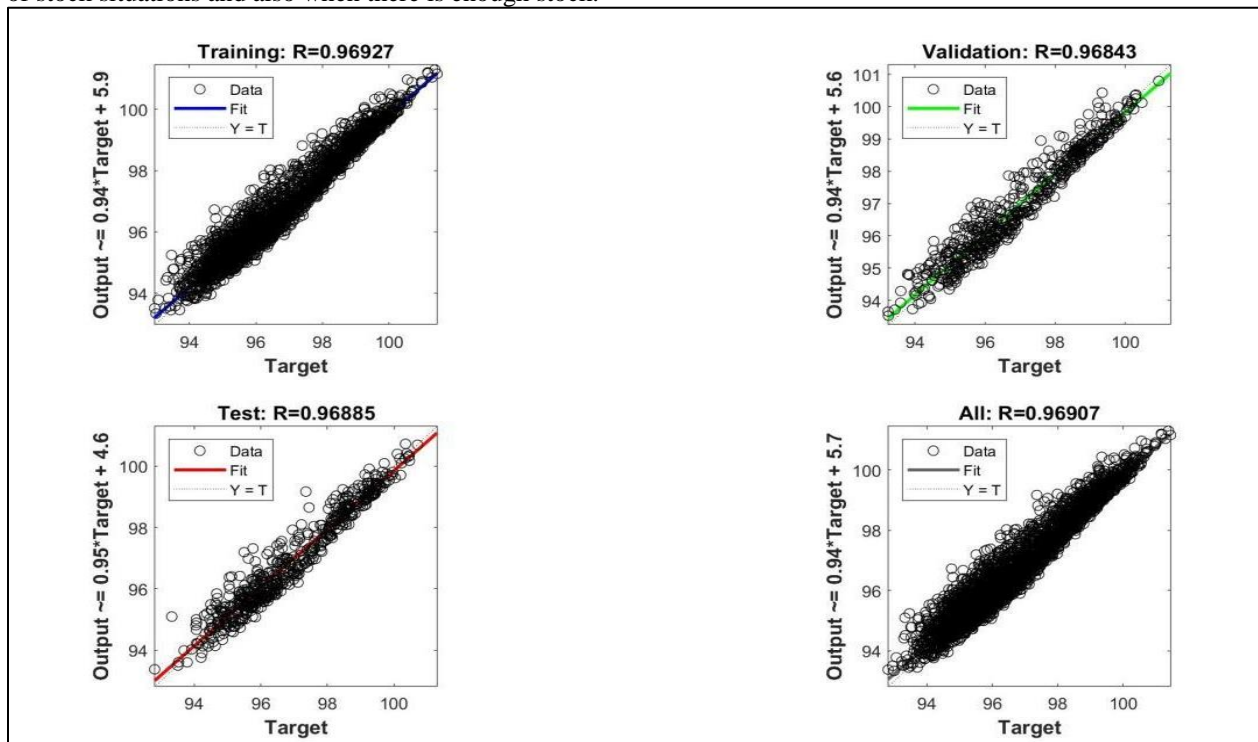 of stock situations and also when there is enough stock.
Training: R=0.96927
Output ~= 0.94*Target + 5.9
Data
Fit
Y = T
100
98
96
94
94
96
98
100
Target
Validation: R=0.96843
Output ~= 0.94*Target + 5.6
Data
Fit
Y = T
101
100
99
98
97
96
95
94
94
96
98
100
Target
Test: R=0.96885
Output ~= 0.95*Target + 4.6
Data
Fit
Y = T
100
98
96
94
94
96
98
100
Target
All: R=0.96907
Output ~= 0.94*Target + 5.7
Data
Fit
Y = T
100
98
96
94
94
96
98
100
Target